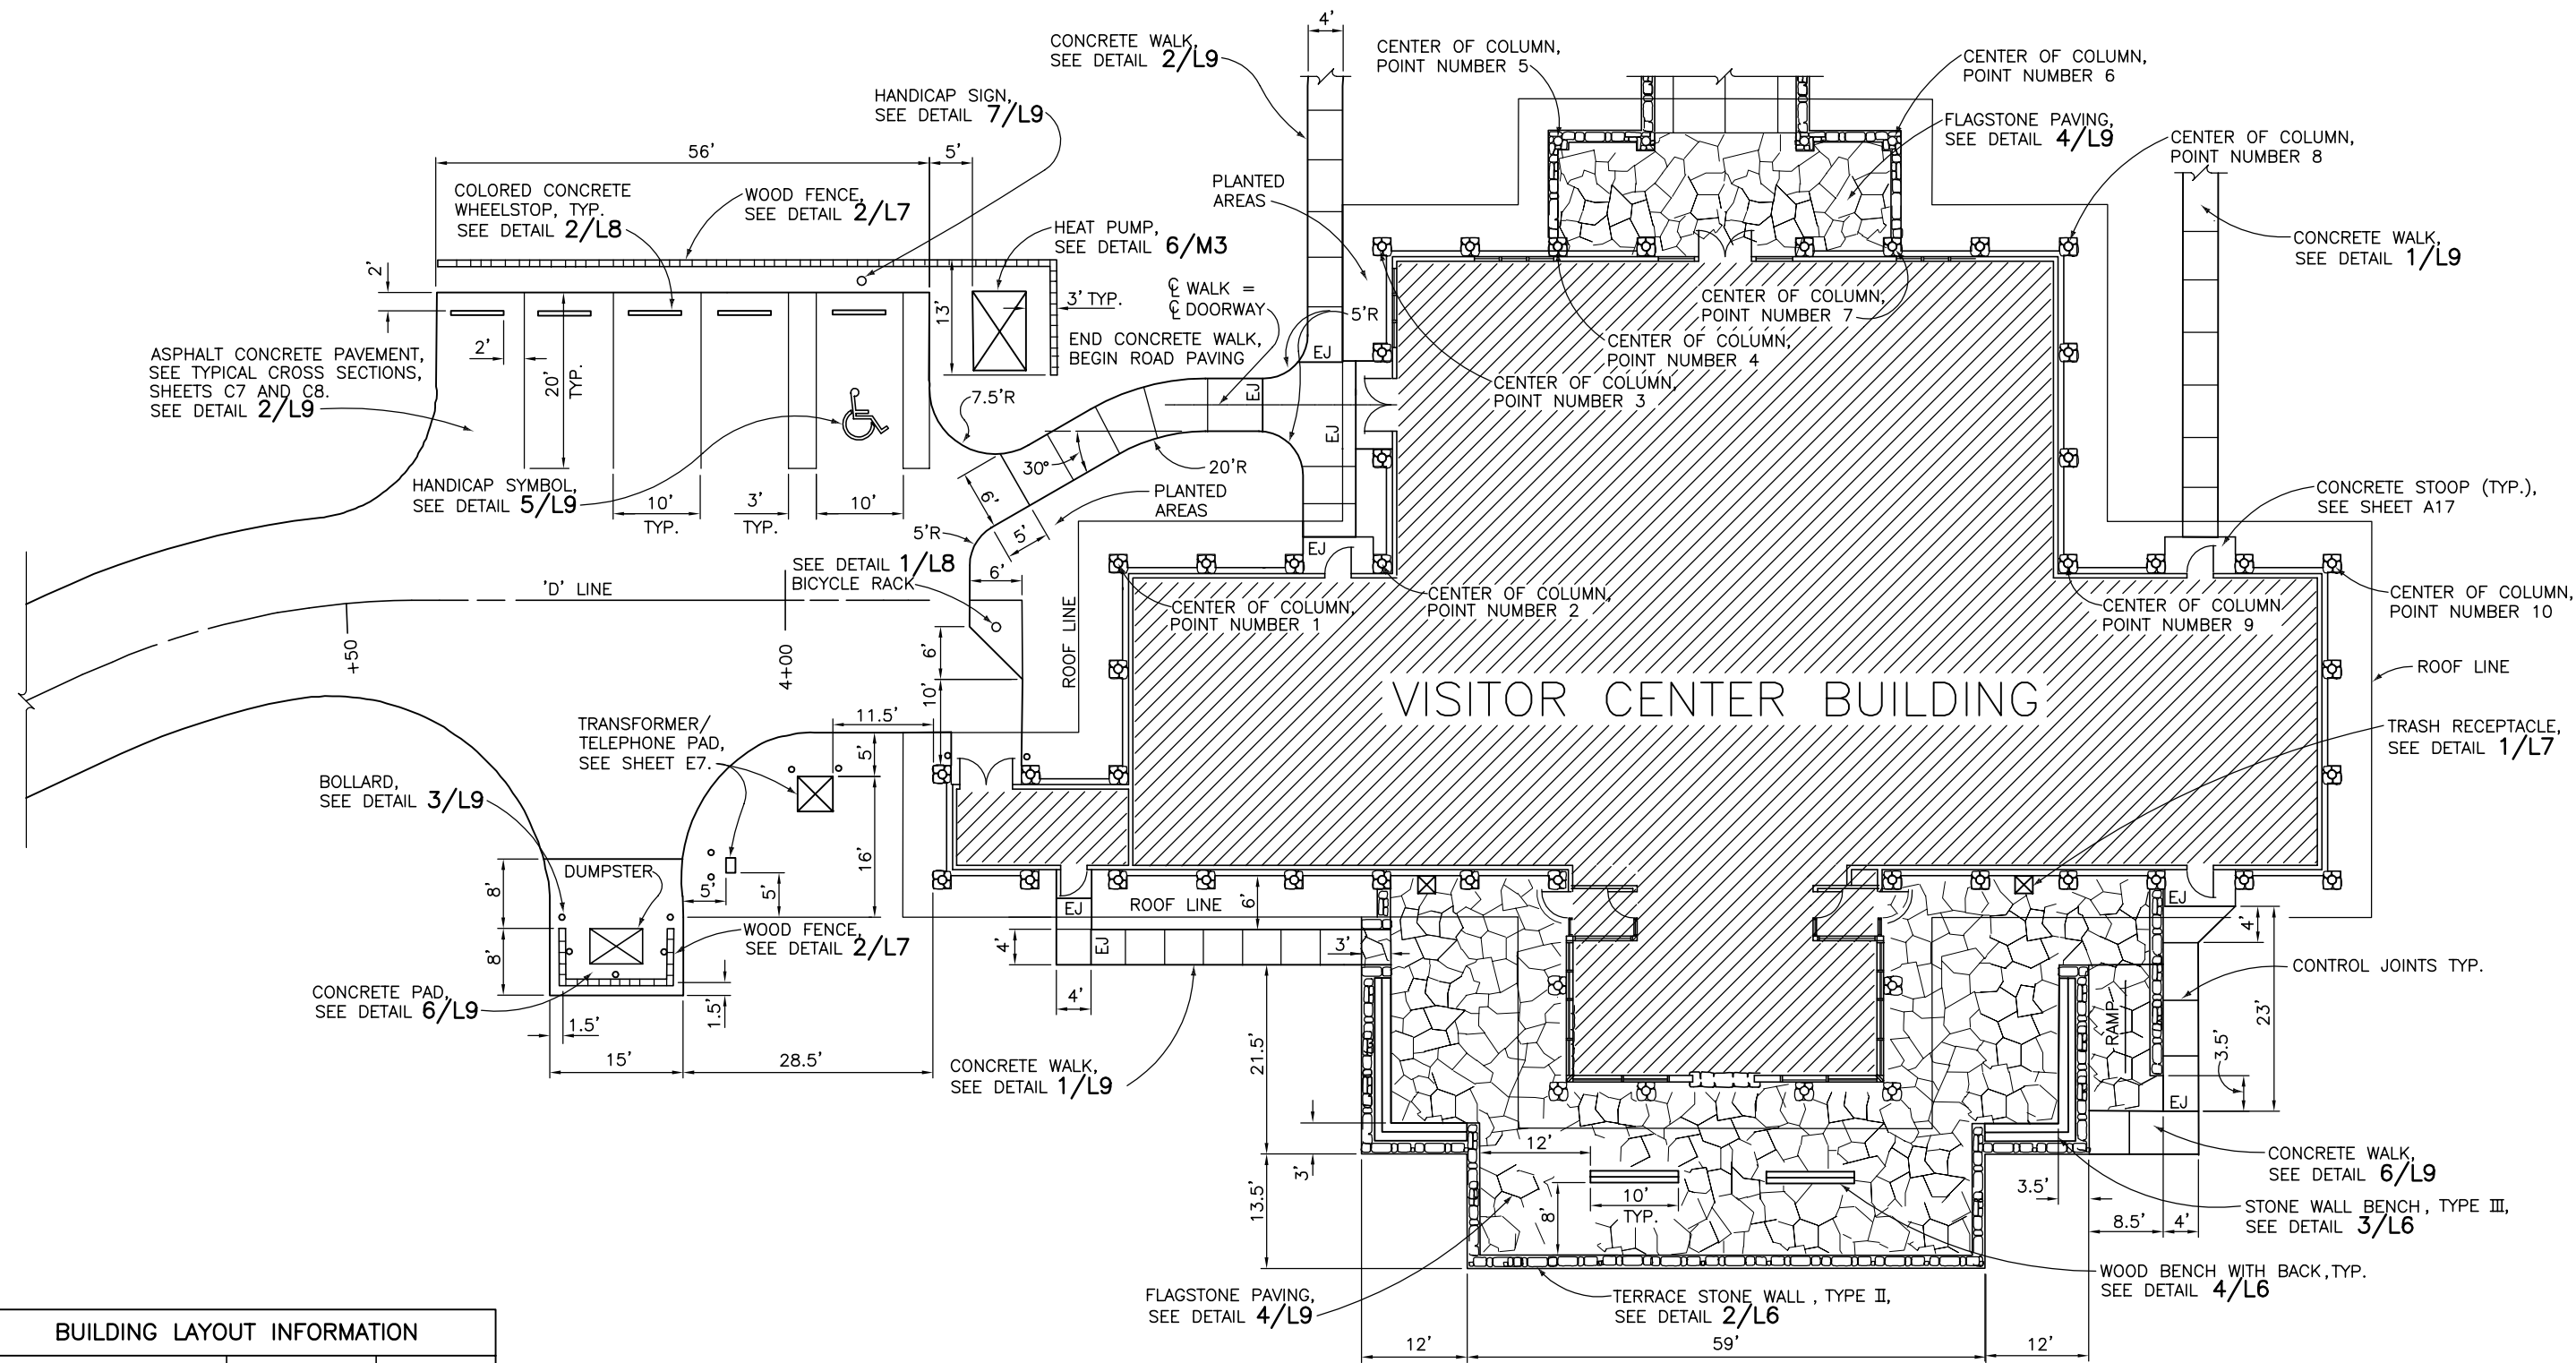 4'
CONCRETE WALK,
SEE DETAIL 2/L9
CENTER OF COLUMN,
POINT NUMBER 5
CENTER OF COLUMN,
POINT NUMBER 6
HANDICAP SIGN,
SEE DETAIL 7/L9
FLAGSTONE PAVING,
SEE DETAIL 4/L9
CENTER OF COLUMN,
POINT NUMBER 8
56'
5'
COLORED CONCRETE
WHEELSTOP, TYP.
SEE DETAIL 2/L8
WOOD FENCE,
SEE DETAIL 2/L7
PLANTED
AREAS
HEAT PUMP,
SEE DETAIL 6/M3
CONCRETE WALK,
SEE DETAIL 1/L9
2'
13'
3' TYP.
℄ WALK =
℄ DOORWAY
5'R
CENTER OF COLUMN,
POINT NUMBER 7
END CONCRETE WALK,
BEGIN ROAD PAVING
EJ
CENTER OF COLUMN,
POINT NUMBER 4
ASPHALT CONCRETE PAVEMENT,
SEE TYPICAL CROSS SECTIONS,
SHEETS C7 AND C8.
SEE DETAIL 2/L9
2'
20'
TYP.
7.5'R
EJ
CENTER OF COLUMN,
POINT NUMBER 3
EJ
30°
20'R
HANDICAP SYMBOL,
SEE DETAIL 5/L9
10'
TYP.
3'
TYP.
10'
6'
5'
PLANTED
AREAS
CONCRETE STOOP (TYP.),
SEE SHEET A17
5'R
EJ
SEE DETAIL 1/L8
BICYCLE RACK
6'
'D' LINE
CENTER OF COLUMN,
POINT NUMBER 1
CENTER OF COLUMN,
POINT NUMBER 2
CENTER OF COLUMN
POINT NUMBER 9
CENTER OF COLUMN,
POINT NUMBER 10
+50
4+00
6'
ROOF LINE
ROOF LINE
VISITOR CENTER BUILDING
10'
11.5'
TRANSFORMER/
TELEPHONE PAD,
SEE SHEET E7.
5'
TRASH RECEPTACLE,
SEE DETAIL 1/L7
BOLLARD,
SEE DETAIL 3/L9
16'
DUMPSTER
8'
5'
5'
EJ
ROOF LINE
6'
EJ
4'
WOOD FENCE,
SEE DETAIL 2/L7
8'
4'
EJ
3'
CONTROL JOINTS TYP.
CONCRETE PAD,
SEE DETAIL 6/L9
1.5'
1.5'
4'
RAMP
23'
3.5'
15'
28.5'
CONCRETE WALK,
SEE DETAIL 1/L9
21.5'
EJ
12'
3'
CONCRETE WALK,
SEE DETAIL 6/L9
13.5'
10'
TYP.
8'
3.5'
STONE WALL BENCH, TYPE III,
SEE DETAIL 3/L6
8.5'
4'
WOOD BENCH WITH BACK, TYP.
SEE DETAIL 4/L6
FLAGSTONE PAVING,
SEE DETAIL 4/L9
TERRACE STONE WALL, TYPE II,
SEE DETAIL 2/L6
12'
59'
12'
BUILDING LAYOUT INFORMATION